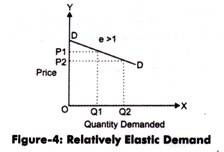 Y
D
e >1
P1
P2
Price
D
O
Q1
Q2
X
Quantity Demanded
Figure-4: Relatively Elastic Demand